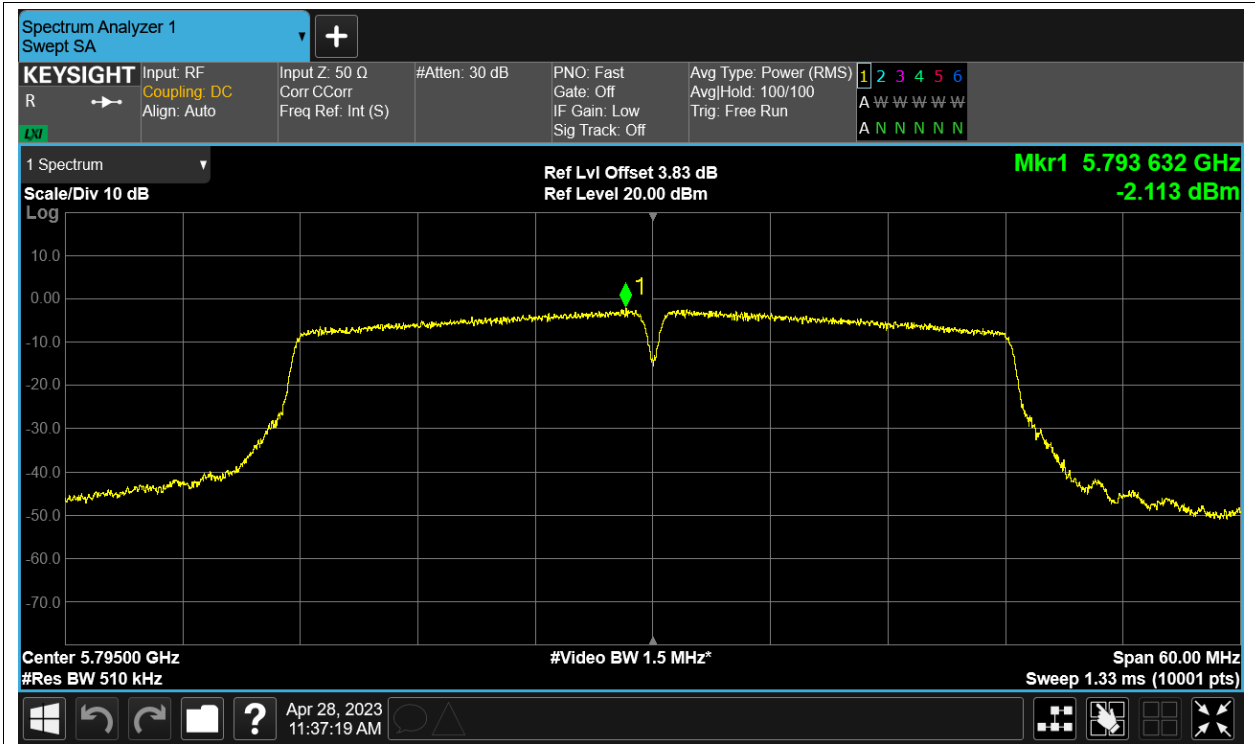 Spectrum Analyzer 1
Swept SA
KEYSIGHT
R
LXI
Input: RF
Coupling: DC
Align: Auto
Input Z: 50 Ω
Corr CCorr
Freq Ref: Int (S)
#Atten: 30 dB
PNO: Fast
Gate: Off
IF Gain: Low
Sig Track: Off
Avg Type: Power (RMS)
Avg|Hold: 100/100
Trig: Free Run
1 2 3 4 5 6
A W W W W W
A N N N N N
1 Spectrum
Scale/Div 10 dB
Log
Ref Lvl Offset 3.83 dB
Ref Level 20.00 dBm
Mkr1 5.793 632 GHz
-2.113 dBm
1
10.0
0.00
-10.0
-20.0
-30.0
-40.0
-50.0
-60.0
-70.0
Center 5.79500 GHz
#Res BW 510 kHz
#Video BW 1.5 MHz*
Span 60.00 MHz
Sweep 1.33 ms (10001 pts)
?
Apr 28, 2023
11:37:19 AM